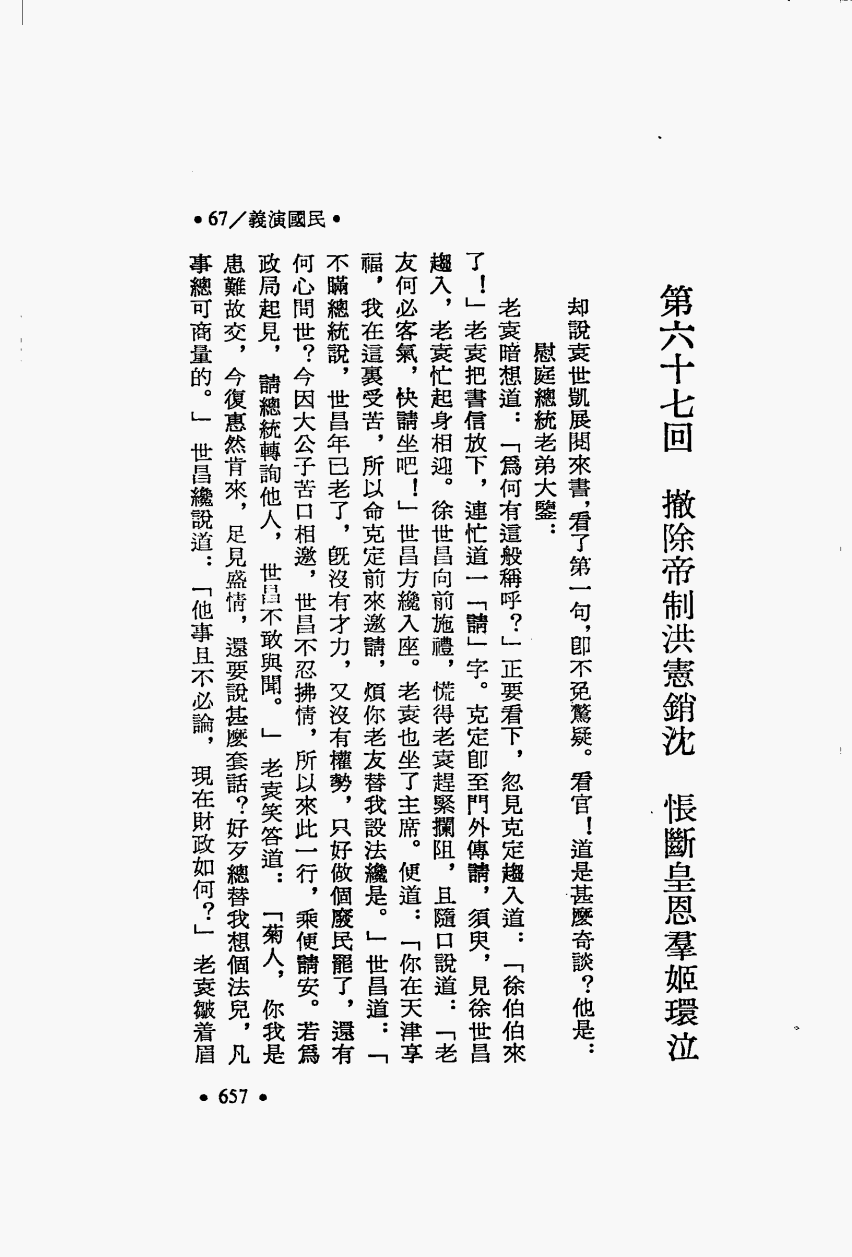 •67／義演國民•
第六十七回　撤除帝制洪憲銷沈　悵斷皇恩羣姬環泣
却說袁世凱展閱來書，看了第一句，卽不免驚疑。看官！道是甚麼奇談？他是：
慰庭總統老弟大鑒：
老袁暗想道：「爲何有這般稱呼？」正要看下，忽見克定趨入道：「徐伯伯來
了！」老袁把書信放下，連忙道一「請」字。克定卽至門外傳請，須臾，見徐世昌
趨入，老袁忙起身相迎。徐世昌向前施禮，慌得老袁趕緊攔阻，且隨口說道：「老
友何必客氣，快請坐吧！」世昌方纔入座。老袁也坐了主席。便道：「你在天津享
福，我在這裏受苦，所以命克定前來邀請，煩你老友替我設法纔是。」世昌道：「
不瞞總統說，世昌年已老了，旣沒有才力，又沒有權勢，只好做個廢民罷了，還有
何心問世？今因大公子苦口相邀，世昌不忍拂情，所以來此一行，乘便請安。若爲
政局起見，請總統轉詢他人，世昌不敢與聞。」老袁笑答道：「菊人，你我是
患難故交，今復惠然肯來，足見盛情，還要說甚麼套話？好歹總替我想個法兒，凡
事總可商量的。」世昌纔說道：「他事且不必論，現在財政如何？」老袁皺着眉
•657•